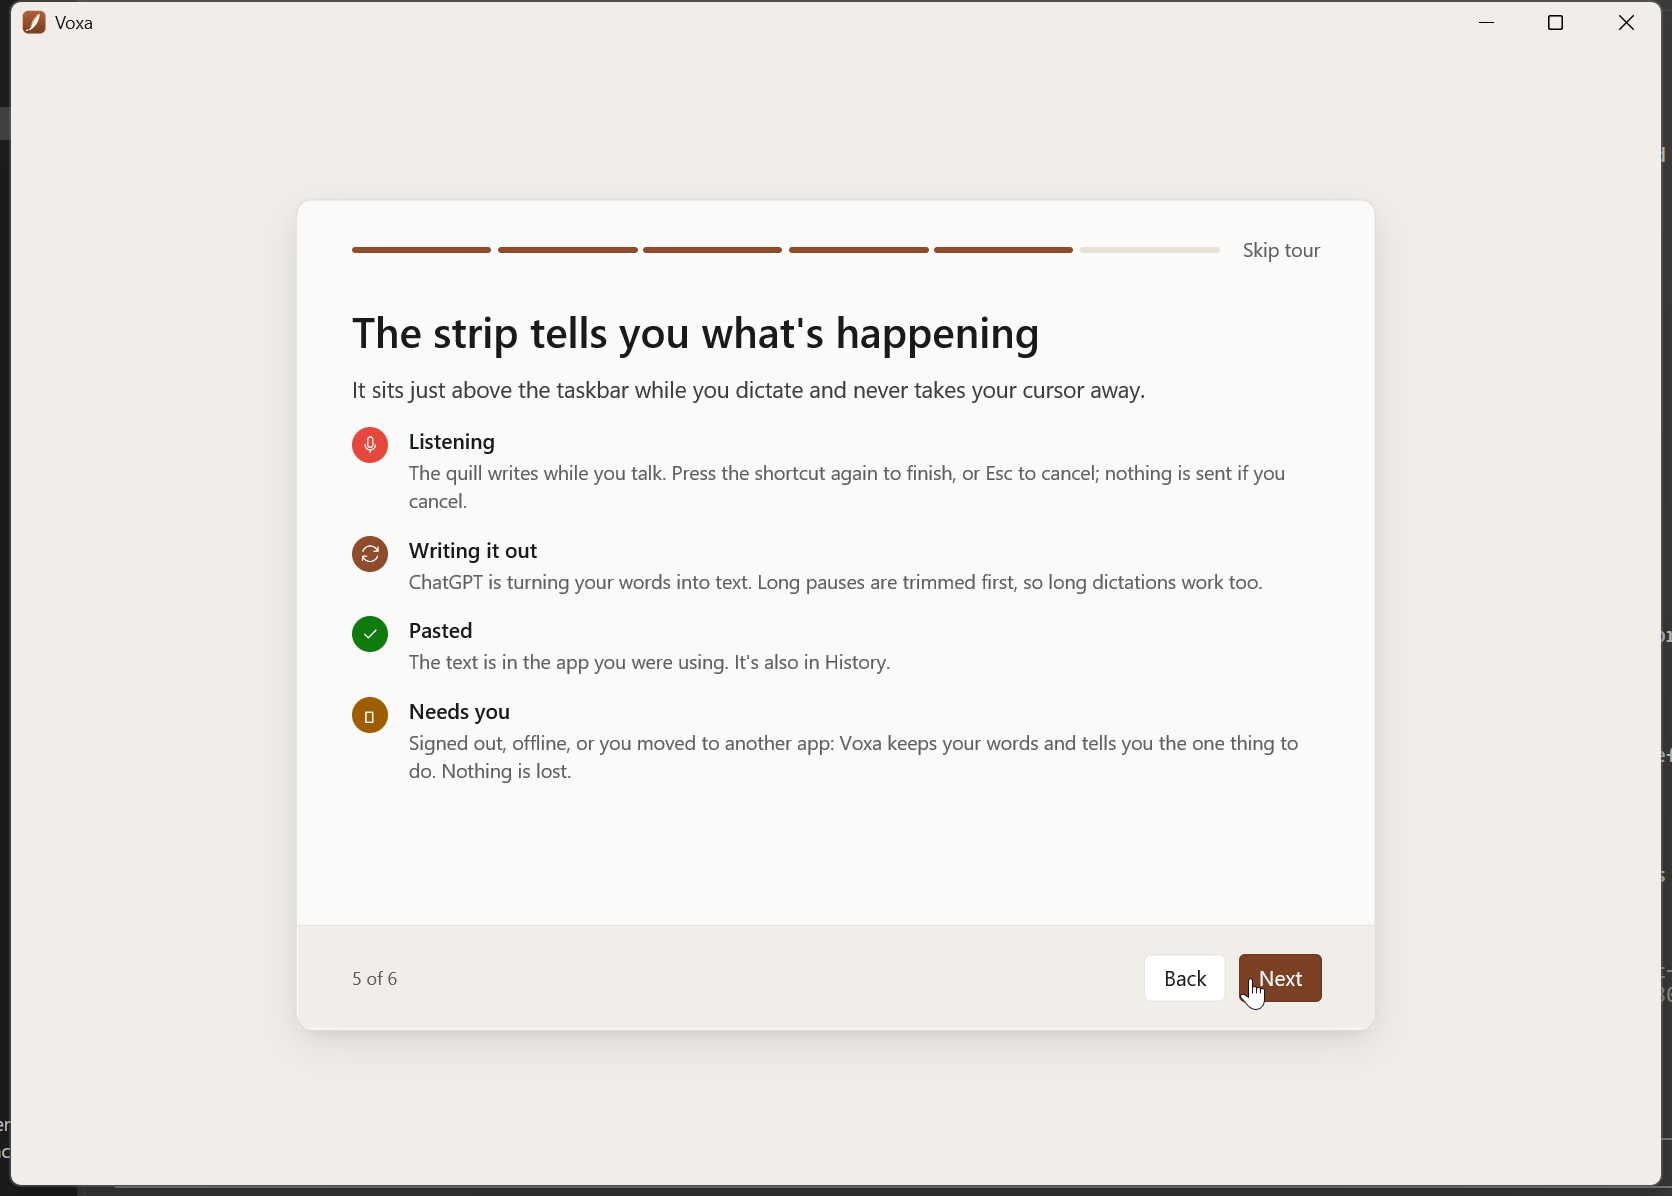 Voxa
Skip tour
The strip tells you what's happening
It sits just above the taskbar while you dictate and never takes your cursor away.
Listening
The quill writes while you talk. Press the shortcut again to finish, or Esc to cancel; nothing is sent if you
cancel.
Writing it out
ChatGPT is turning your words into text. Long pauses are trimmed first, so long dictations work too.
Pasted
The text is in the app you were using. It's also in History.
Needs you
Signed out, offline, or you moved to another app: Voxa keeps your words and tells you the one thing to
do. Nothing is lost.
5 of 6
Back
Next